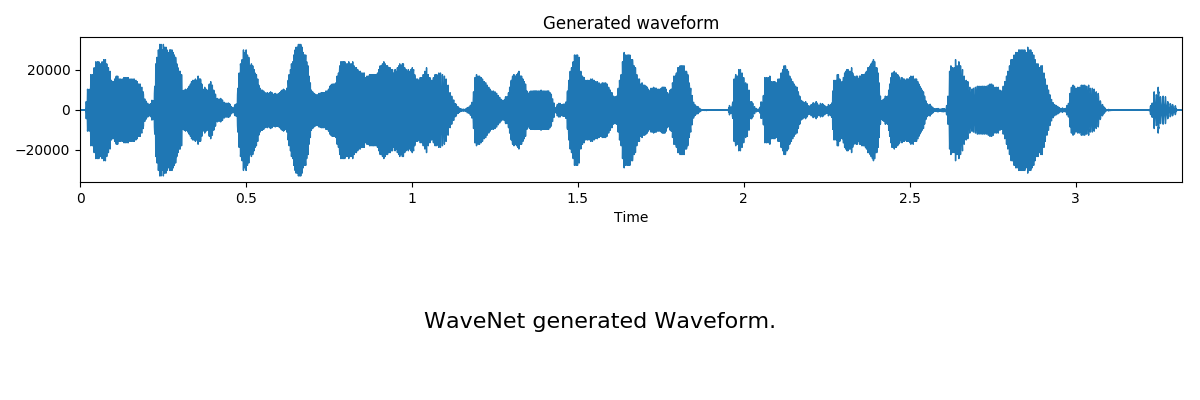 Generated waveform
20000
0
−20000
0 0.5 1 1.5 2 2.5 3
Time
WaveNet generated Waveform.